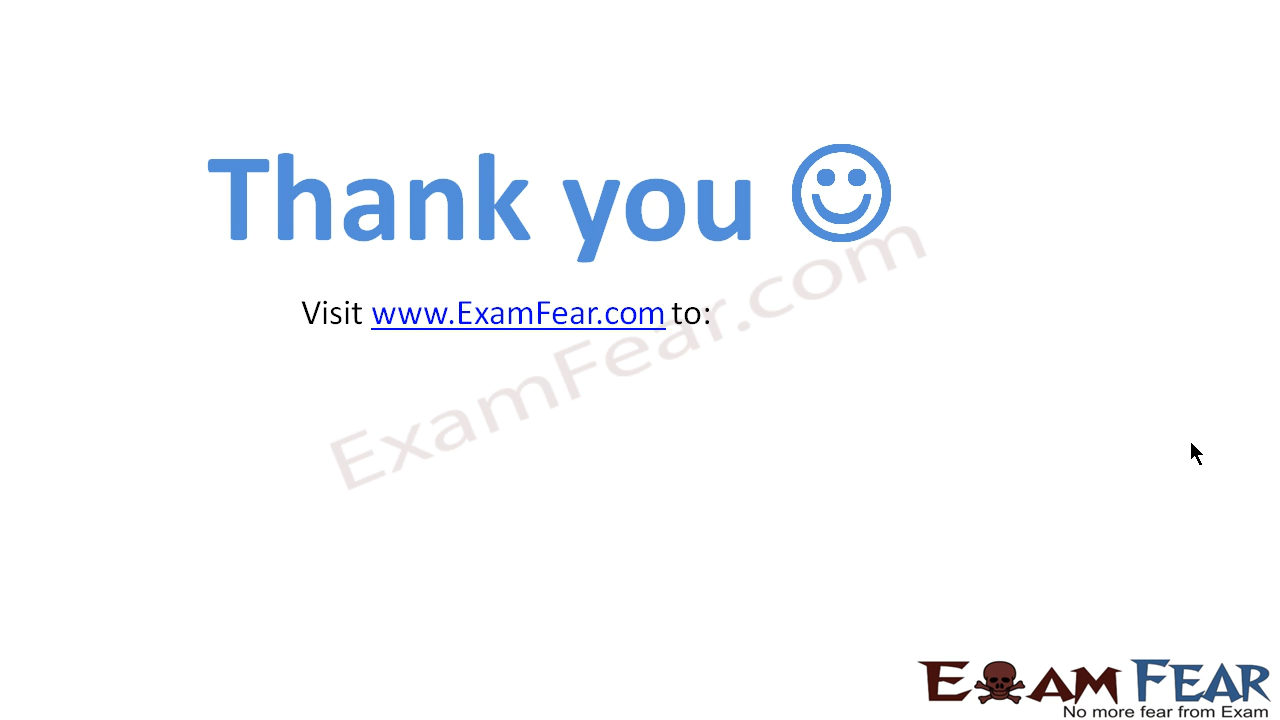 Thank you ☺
Visit www.ExamFear.com to:
ExamFear.com
EXAM FEAR
No more fear from Exam